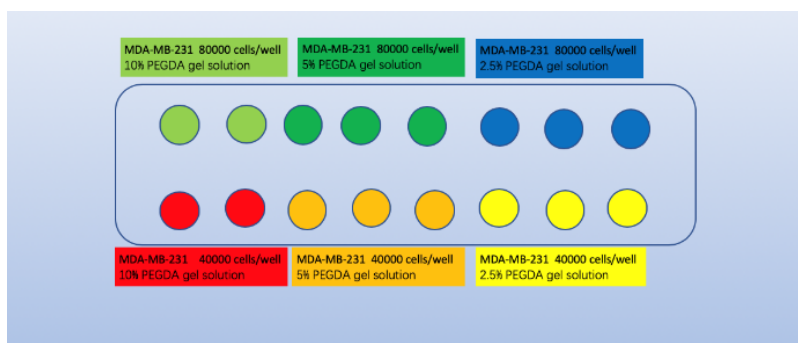 MDA-MB-231 80000 cells/well
10% PEGDA gel solution
MDA-MB-231 80000 cells/well
5% PEGDA gel solution
MDA-MB-231 80000 cells/well
2.5% PEGDA gel solution
MDA-MB-231 40000 cells/well
10% PEGDA gel solution
MDA-MB-231 40000 cells/well
5% PEGDA gel solution
MDA-MB-231 40000 cells/well
2.5% PEGDA gel solution